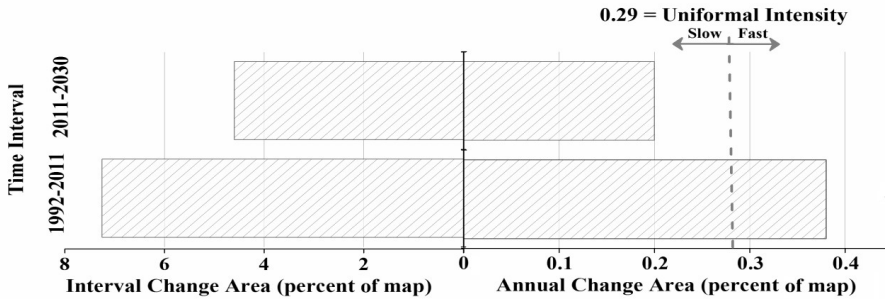 0.29 = Uniformal Intensity
Slow Fast
Time Interval
2011-2030
1992-2011
8 6 4 2 0 0.1 0.2 0.3 0.4
Interval Change Area (percent of map) Annual Change Area (percent of map)